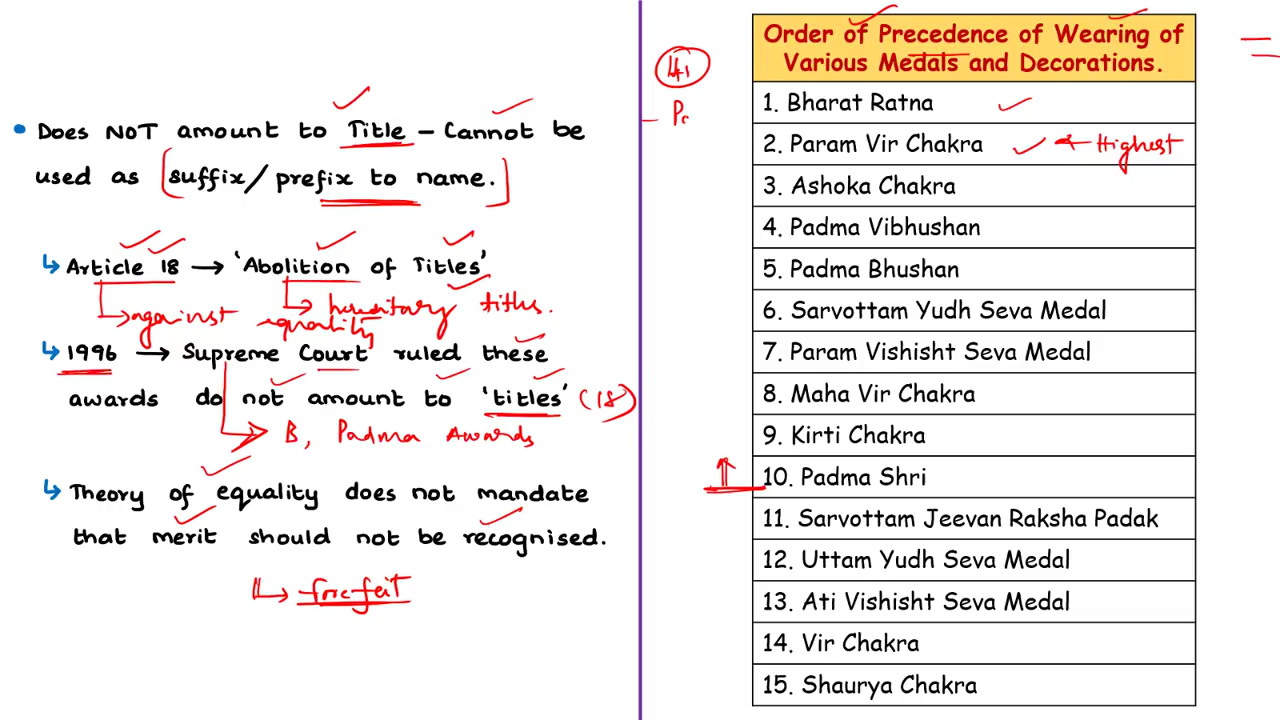 • Does NOT amount to Title – Cannot be
used as [suffix/prefix to name.]
↳ Article 18 → 'Abolition of Titles'
↳ hereditary titles.
↳ against equality
↳ 1996 → Supreme Court ruled these
awards do not amount to 'titles' (18)
B, Padma Awards
↳ Theory of equality does not mandate
that merit should not be recognised.
↳ forfeit
Order of Precedence of Wearing of
Various Medals and Decorations.
1. Bharat Ratna
2. Param Vir Chakra ← Highest
3. Ashoka Chakra
4. Padma Vibhushan
5. Padma Bhushan
6. Sarvottam Yudh Seva Medal
7. Param Vishisht Seva Medal
8. Maha Vir Chakra
9. Kirti Chakra
10. Padma Shri
11. Sarvottam Jeevan Raksha Padak
12. Uttam Yudh Seva Medal
13. Ati Vishisht Seva Medal
14. Vir Chakra
15. Shaurya Chakra